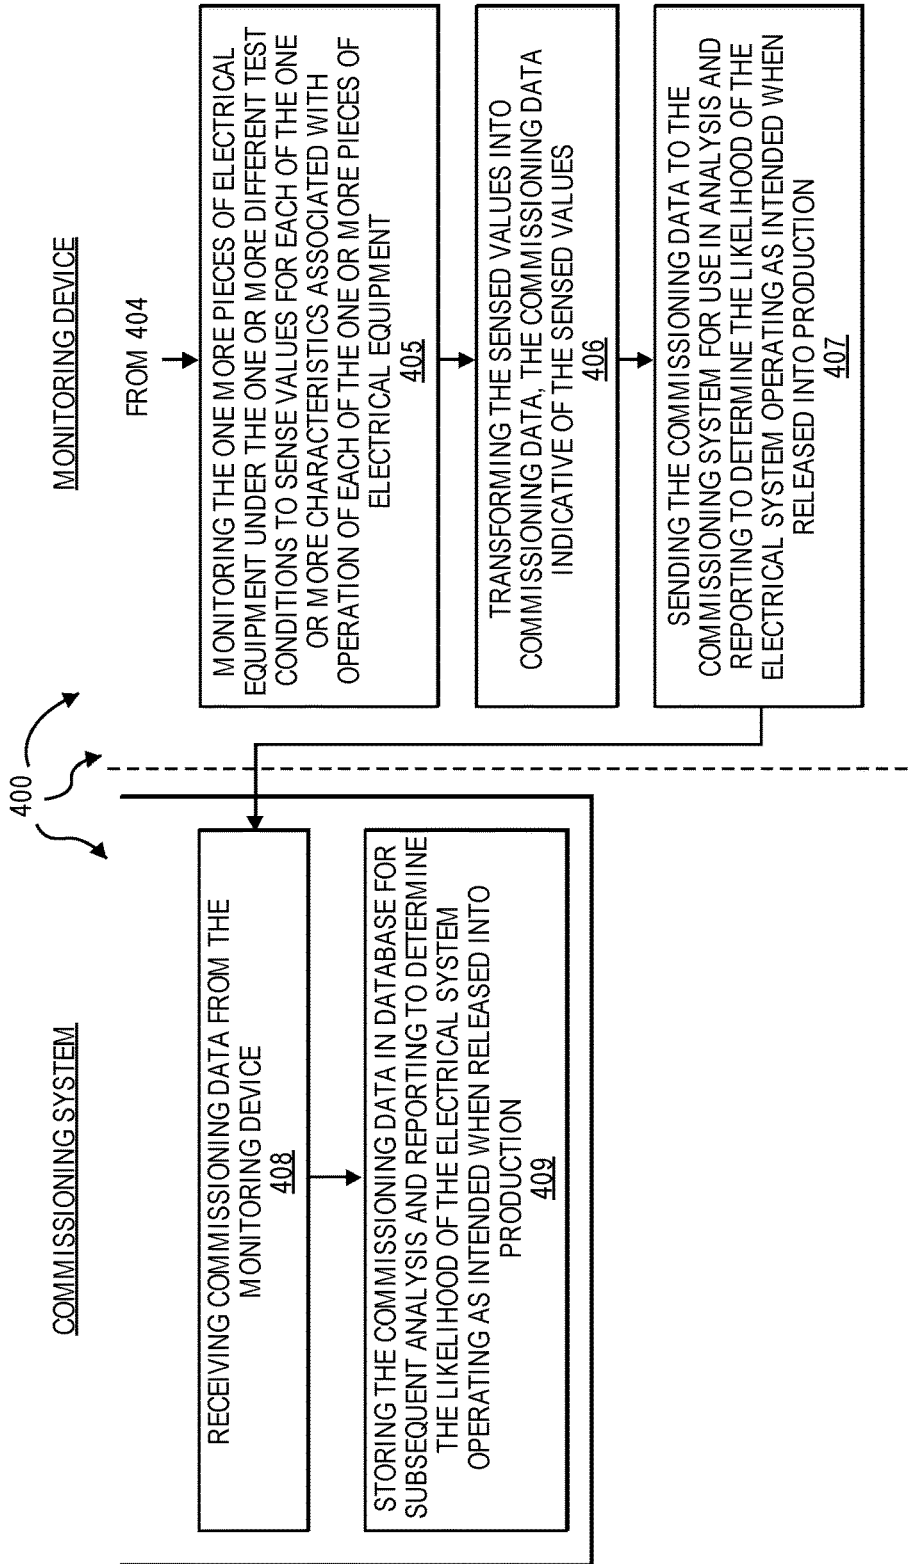 400
COMMISSIONING SYSTEM
RECEIVING COMMISSIONING DATA FROM THE
MONITORING DEVICE
408
STORING THE COMMISSIONING DATA IN DATABASE FOR
SUBSEQUENT ANALYSIS AND REPORTING TO DETERMINE
THE LIKELIHOOD OF THE ELECTRICAL SYSTEM
OPERATING AS INTENDED WHEN RELEASED INTO
PRODUCTION
409
MONITORING DEVICE
FROM 404
MONITORING THE ONE MORE PIECES OF ELECTRICAL
EQUIPMENT UNDER THE ONE OR MORE DIFFERENT TEST
CONDITIONS TO SENSE VALUES FOR EACH OF THE ONE
OR MORE CHARACTERISTICS ASSOCIATED WITH
OPERATION OF EACH OF THE ONE OR MORE PIECES OF
ELECTRICAL EQUIPMENT
405
TRANSFORMING THE SENSED VALUES INTO
COMMISSIONING DATA, THE COMMISSIONING DATA
INDICATIVE OF THE SENSED VALUES
406
SENDING THE COMMISSIONING DATA TO THE
COMMISSIONING SYSTEM FOR USE IN ANALYSIS AND
REPORTING TO DETERMINE THE LIKELIHOOD OF THE
ELECTRICAL SYSTEM OPERATING AS INTENDED WHEN
RELEASED INTO PRODUCTION
407